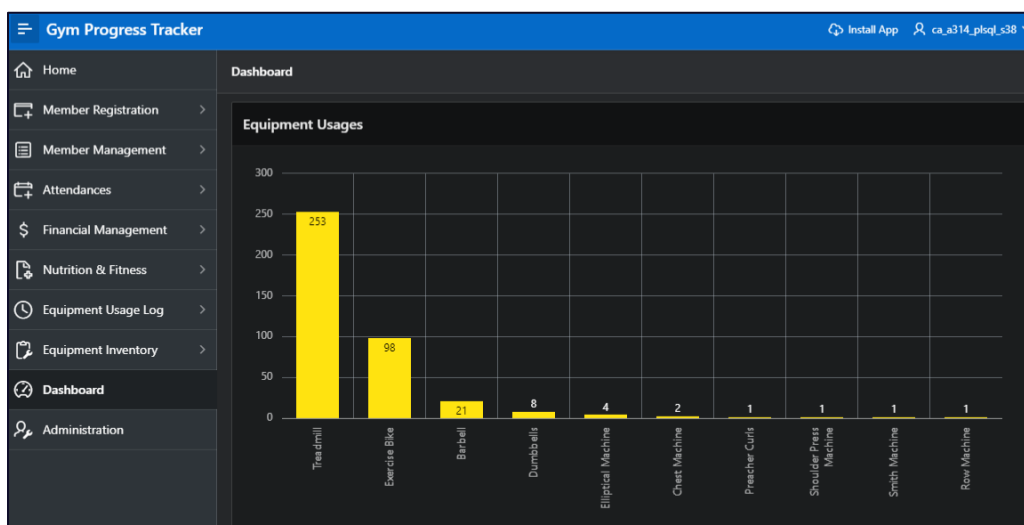 Gym Progress Tracker
Install App
ca_a314_plsql_s38
Home
Member Registration
Member Management
Attendances
Financial Management
Nutrition & Fitness
Equipment Usage Log
Equipment Inventory
Dashboard
Administration
Dashboard
Equipment Usages
300
250
200
150
100
50
0
253
98
21
8
4
2
1
1
1
1
Treadmill
Exercise Bike
Barbell
Dumbbells
Elliptical Machine
Chest Machine
Preacher Curls
Shoulder Press
Machine
Smith Machine
Row Machine